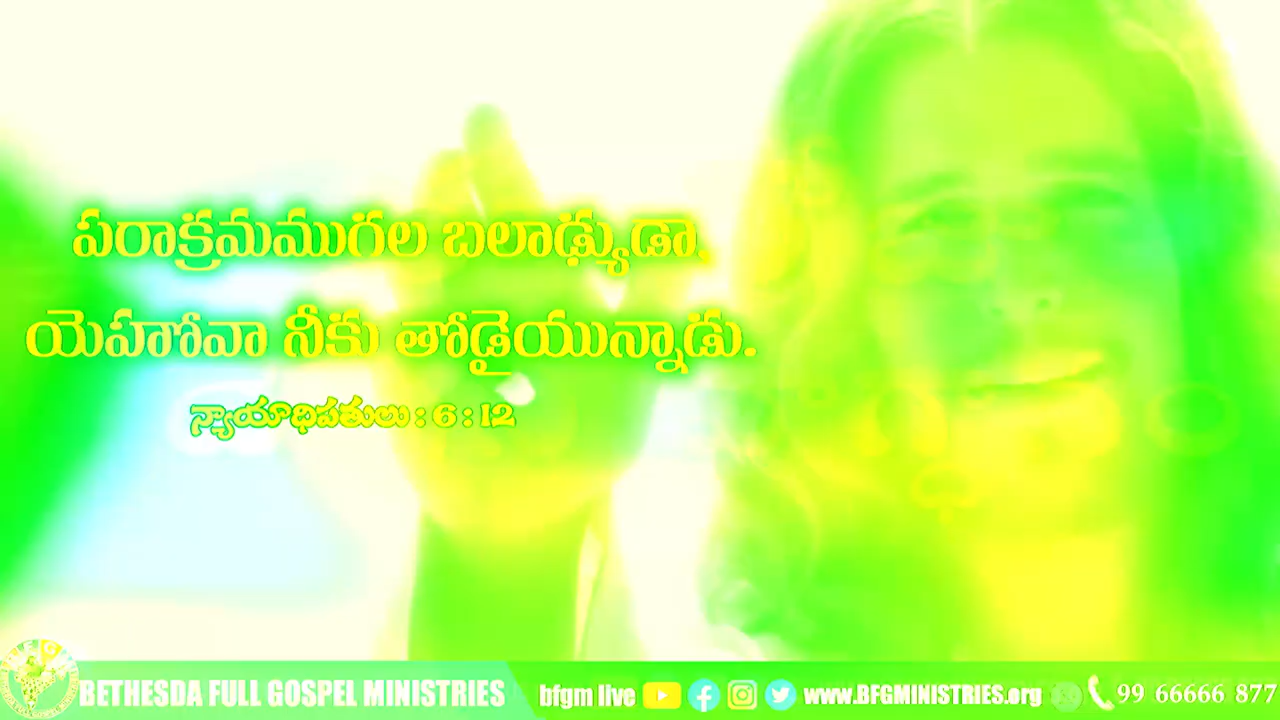 పరాక్రమముగల బలాఢ్యుడా,
యెహోవా నీకు తోడైయున్నాడు.
న్యాయాధిపతులు : 6 : 12
BETHESDA FULL GOSPEL MINISTRIES bfgm live www.BFGMINISTRIES.org 99 66666 877